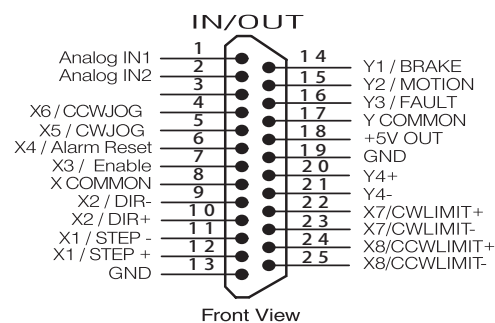 IN/OUT
Analog IN1 1
Analog IN2 2
3
X6 / CCWJOG 4
X5 / CWJOG 5
X4 / Alarm Reset 6
X3 / Enable 7
X COMMON 8
X2 / DIR- 9
X2 / DIR+ 10
X1 / STEP - 11
X1 / STEP + 12
GND 13
14 Y1 / BRAKE
15 Y2 / MOTION
16 Y3 / FAULT
17 Y COMMON
18 +5V OUT
19 GND
20 Y4+
21 Y4-
22 X7/CWLIMIT+
23 X7/CWLIMIT-
24 X8/CCWLIMIT+
25 X8/CCWLIMIT-
Front View